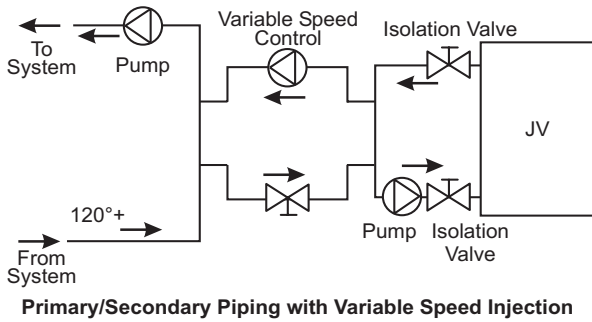 To
System
Pump
Variable Speed
Control
Isolation Valve
JV
120°+
From
System
Pump
Isolation
Valve
Primary/Secondary Piping with Variable Speed Injection